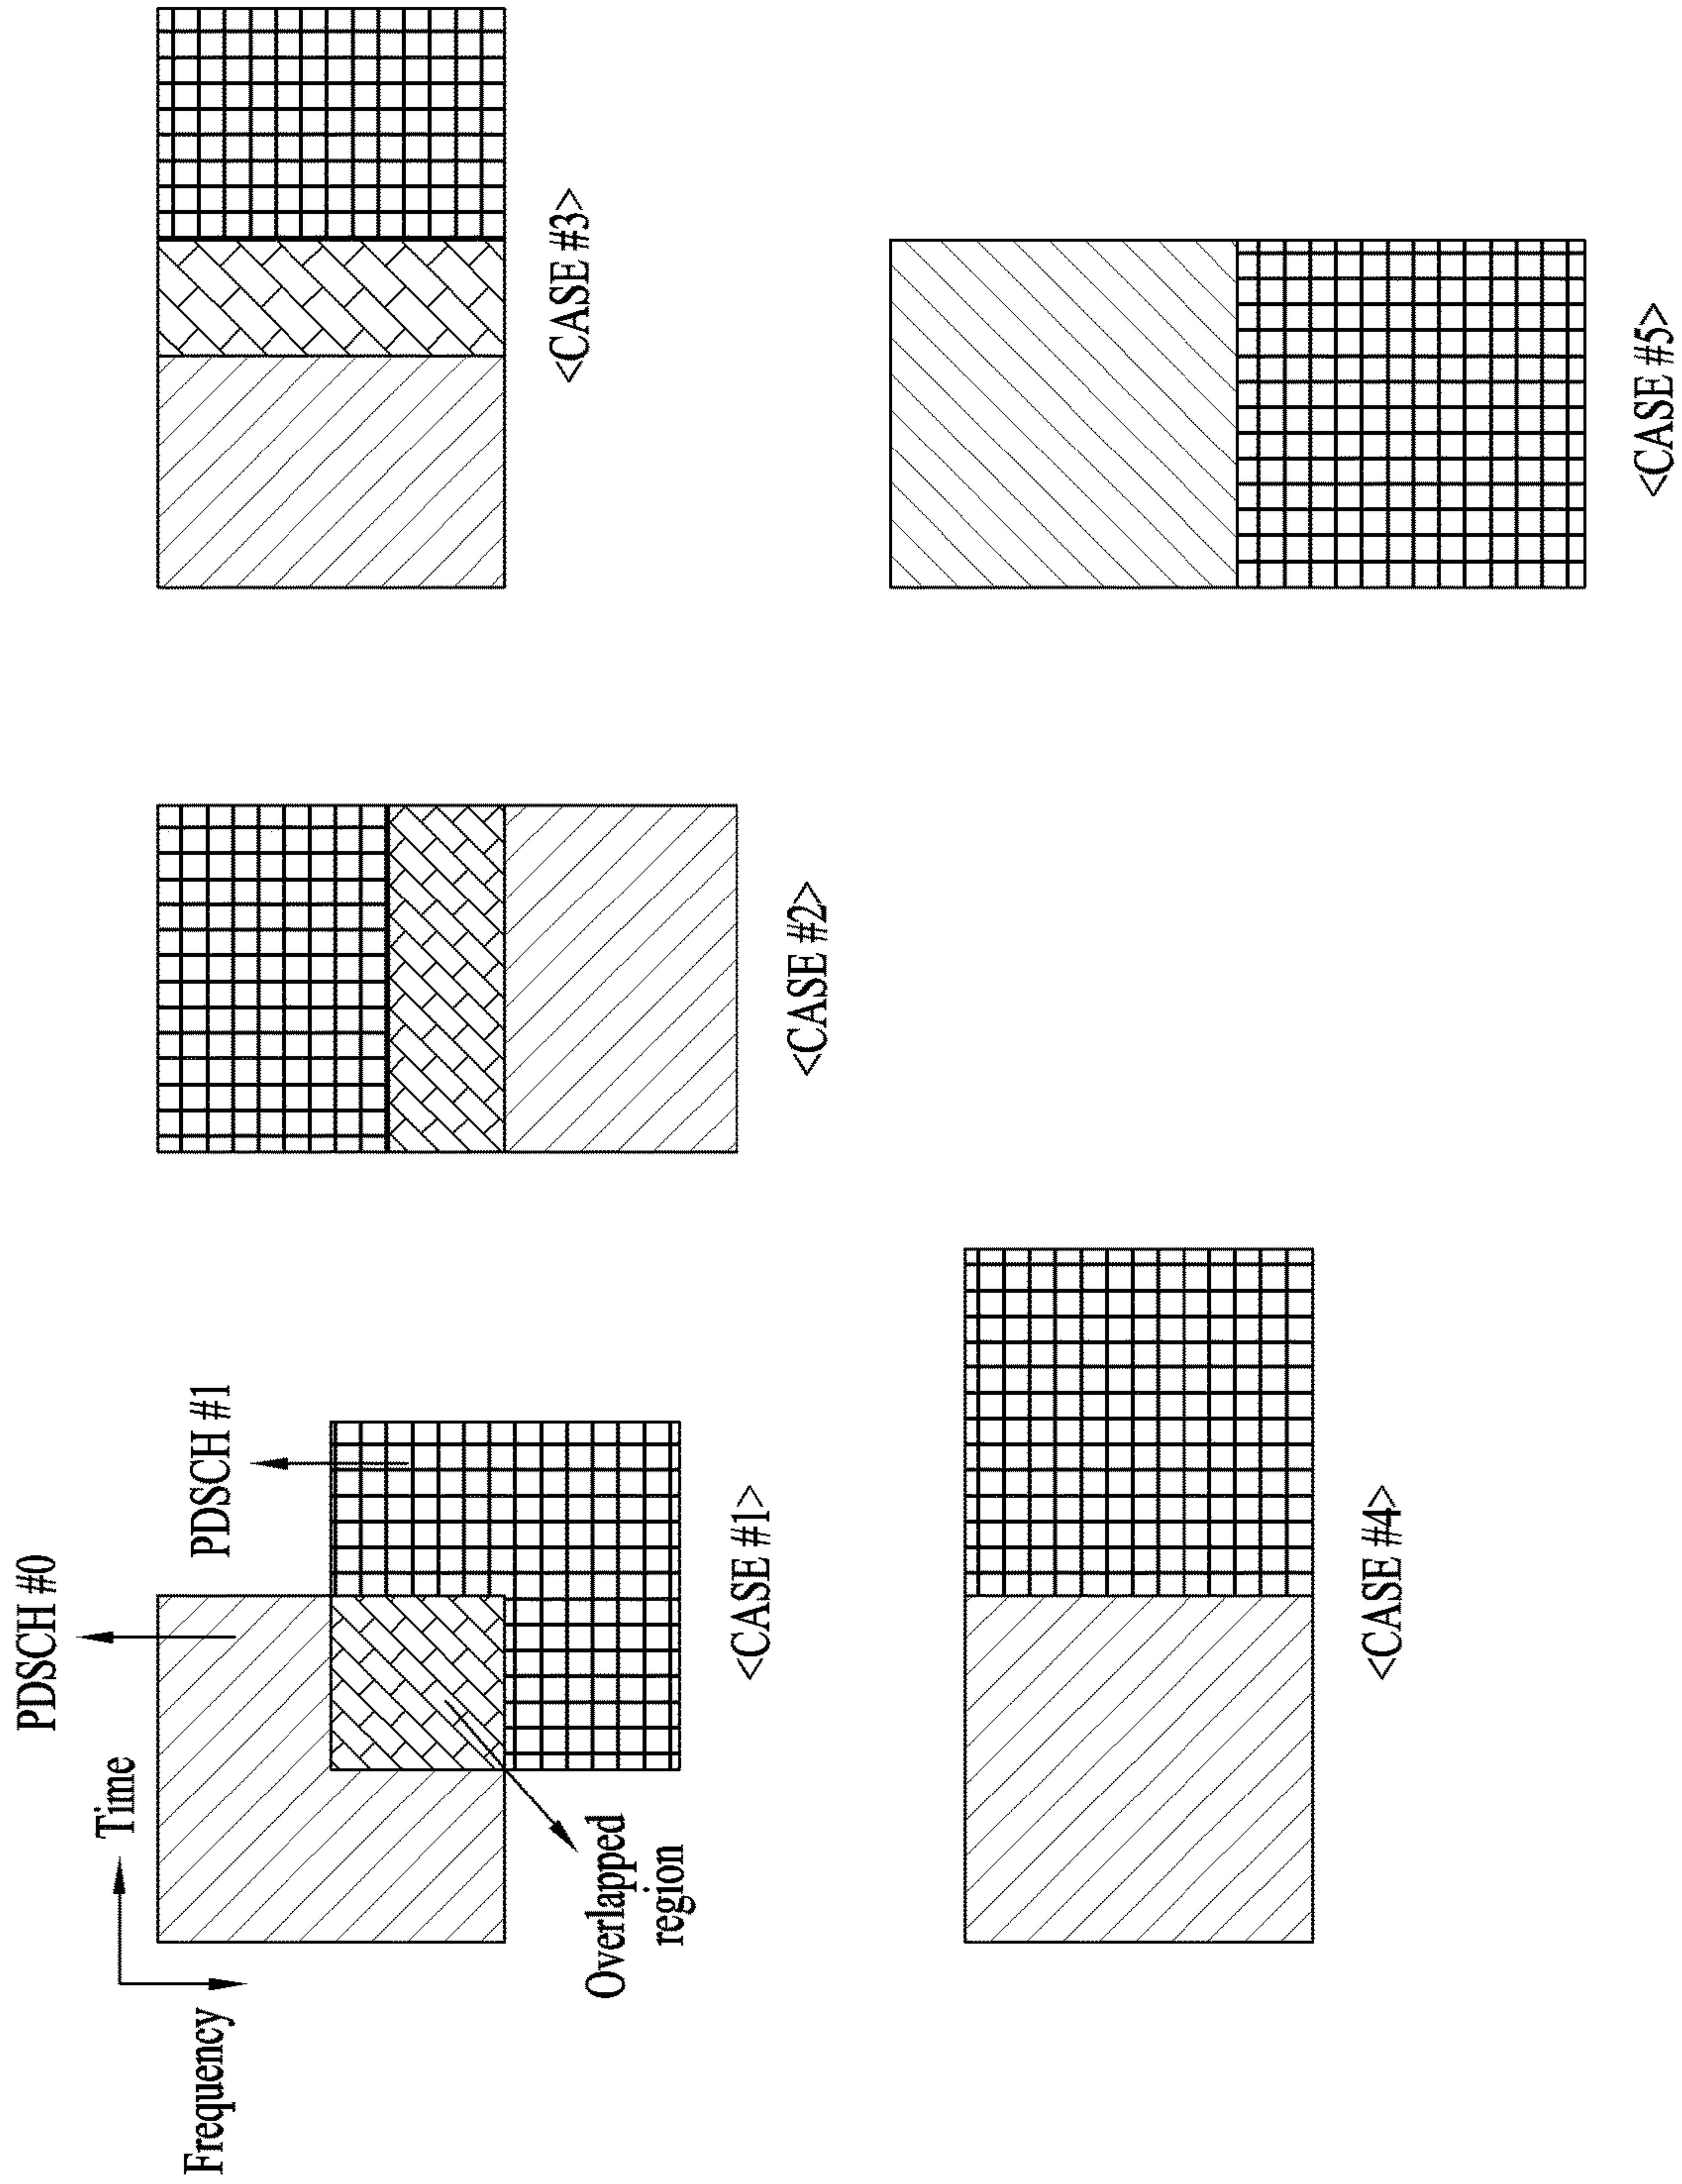 PDSCH #0
Time
Frequency
PDSCH #1
Overlapped
region
<CASE #1>
<CASE #2>
<CASE #3>
<CASE #4>
<CASE #5>